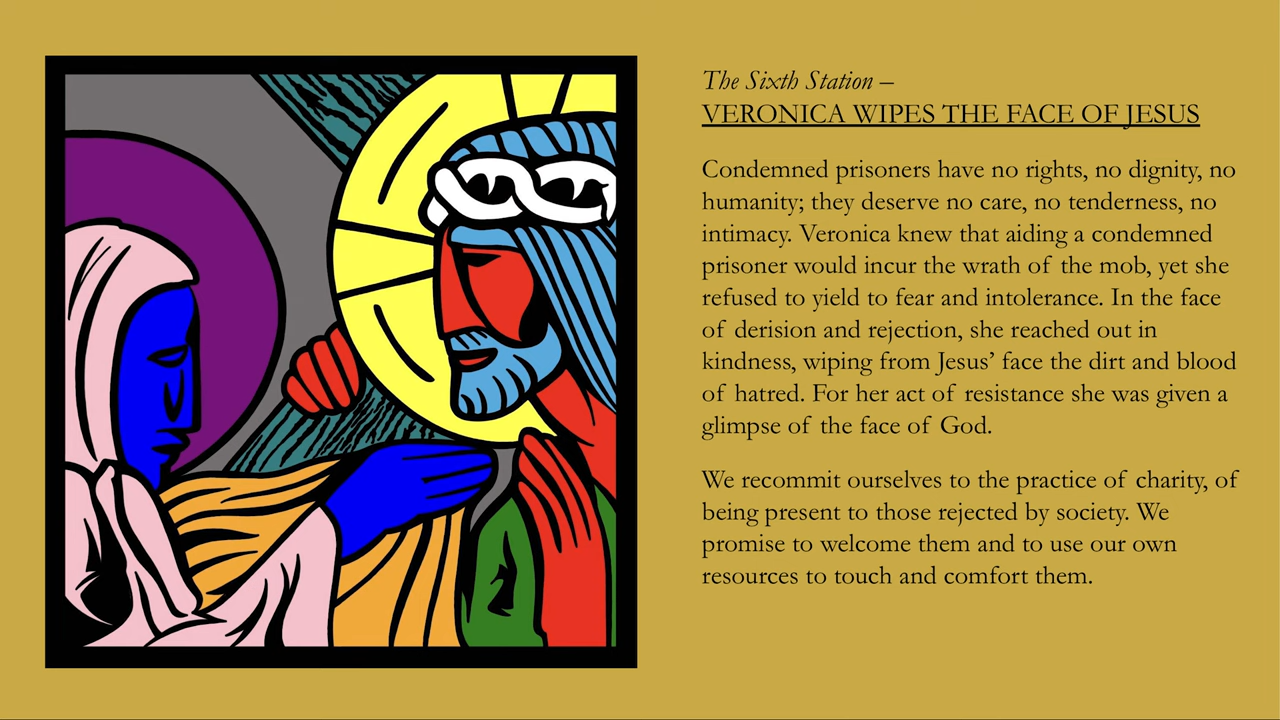 The Sixth Station –
VERONICA WIPES THE FACE OF JESUS
Condemned prisoners have no rights, no dignity, no
humanity; they deserve no care, no tenderness, no
intimacy. Veronica knew that aiding a condemned
prisoner would incur the wrath of the mob, yet she
refused to yield to fear and intolerance. In the face
of derision and rejection, she reached out in
kindness, wiping from Jesus’ face the dirt and blood
of hatred. For her act of resistance she was given a
glimpse of the face of God.
We recommit ourselves to the practice of charity, of
being present to those rejected by society. We
promise to welcome them and to use our own
resources to touch and comfort them.